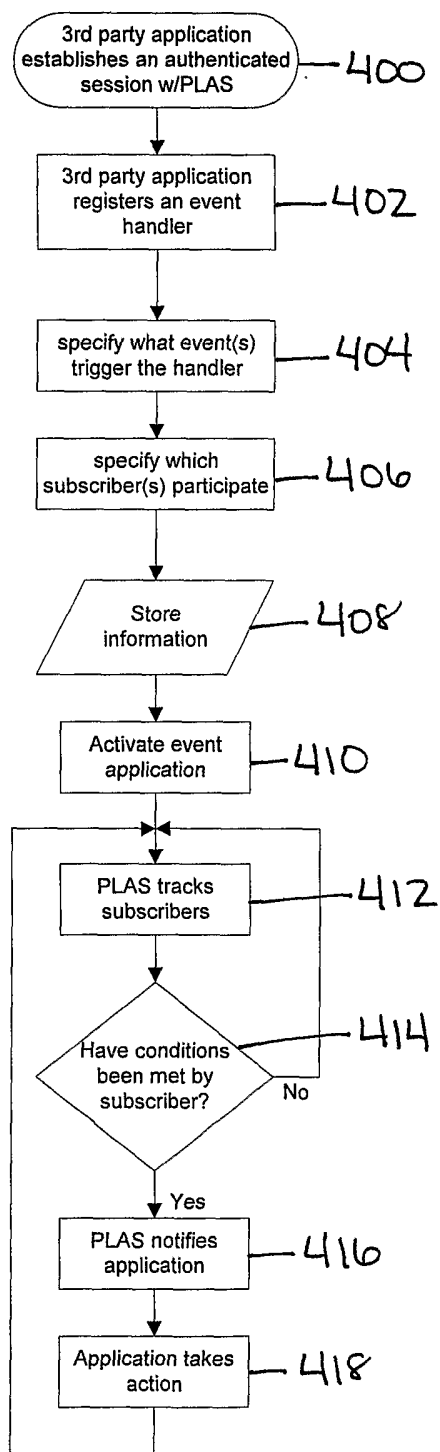 3rd party application
establishes an authenticated
session w/PLAS
400
3rd party application
registers an event
handler
402
specify what event(s)
trigger the handler
404
specify which
subscriber(s) participate
406
Store
information
408
Activate event
application
410
PLAS tracks
subscribers
412
Have conditions
been met by
subscriber?
414
No
Yes
PLAS notifies
application
416
Application takes
action
418